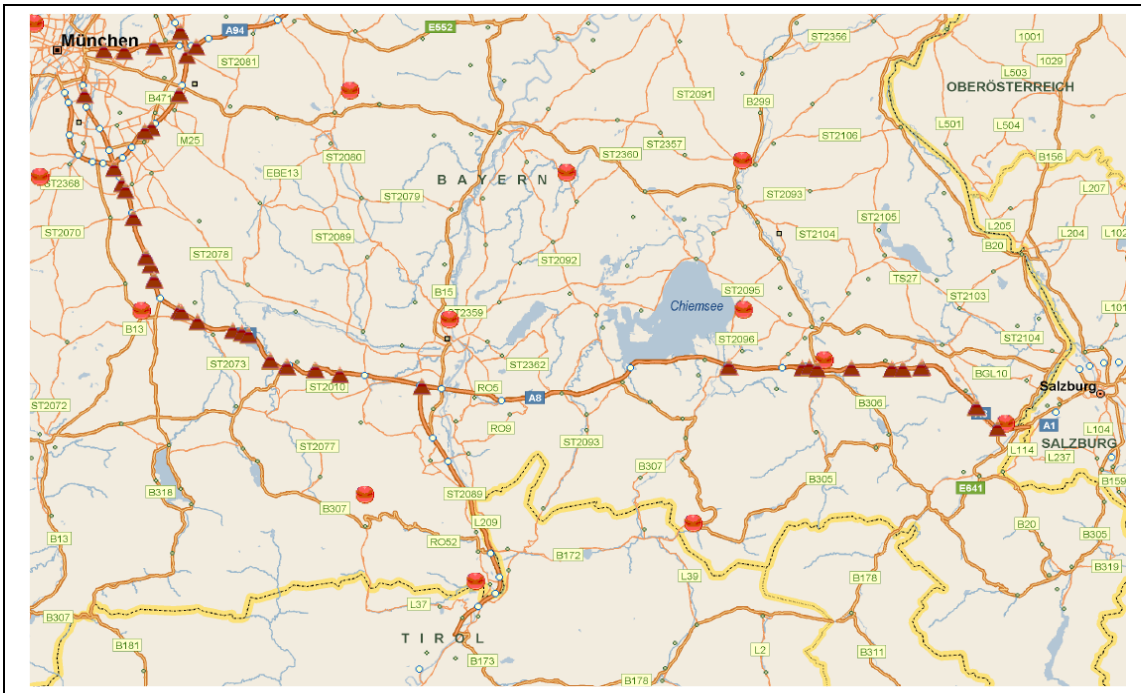 A94
E552
ST2356
München
1001
ST2081
L503
1029
OBERÖSTERREICH
B471
ST2091
B299
L501
L504
M25
ST2106
ST2357
ST2080
ST2360
B156
EBE13
BAYERN
ST2368
ST2079
ST2093
L207
ST2105
ST2070
L205
L204
ST2089
ST2104
B20
L102
ST2078
ST2092
TS27
B15
ST2095
ST2103
Chiemsee
L101
ST2359
B13
ST2096
ST2104
ST2073
ST2362
BGL10
ST2010
RO5
Salzburg
A8
ST2072
B306
RO9
A1
L104
ST2093
SALZBURG
ST2077
L114
L237
B307
B305
B318
ST2089
E641
B159
B307
L209
B20
B13
RO52
B305
B172
B319
L39
B178
L37
B307
TIROL
B181
L2
B311
B173
B178